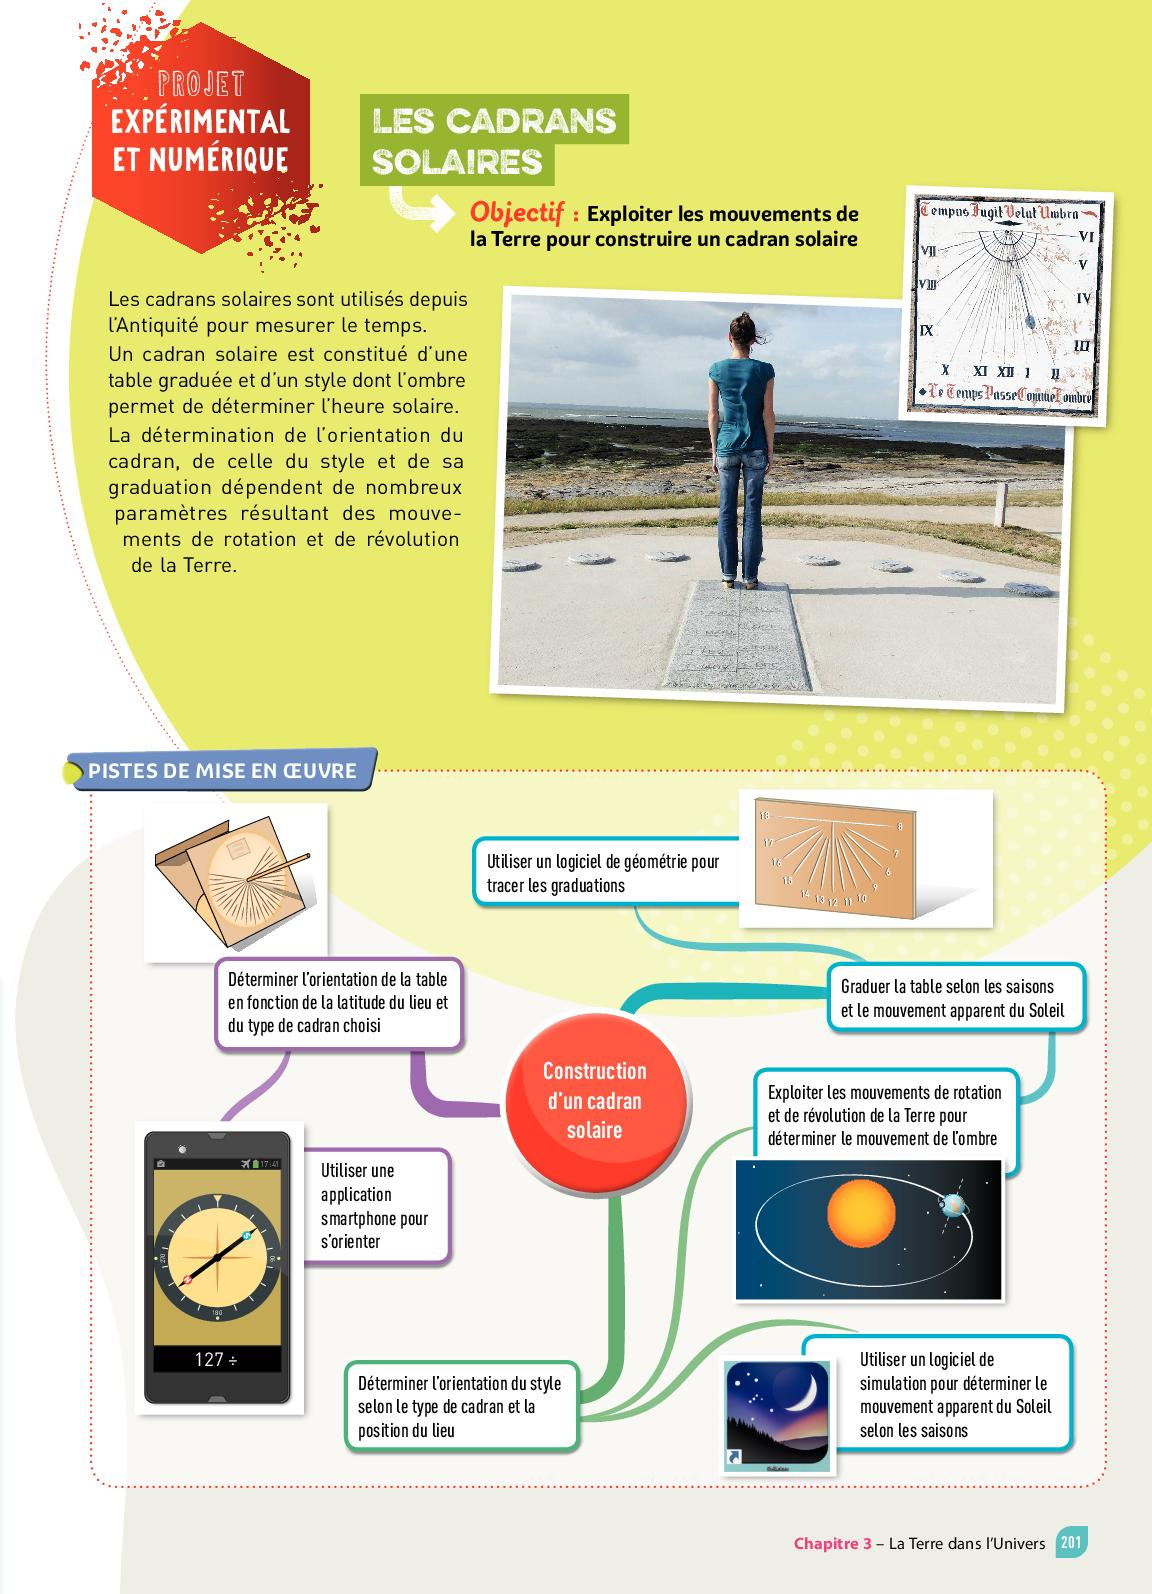 PROJET
EXPÉRIMENTAL
ET NUMÉRIQUE
LES CADRANS
SOLAIRES
Objectif : Exploiter les mouvements de
la Terre pour construire un cadran solaire
Les cadrans solaires sont utilisés depuis
l'Antiquité pour mesurer le temps.
Un cadran solaire est constitué d'une
table graduée et d'un style dont l'ombre
permet de déterminer l'heure solaire.
La détermination de l'orientation du
cadran, de celle du style et de sa
graduation dépendent de nombreux
paramètres résultant des mouve-
ments de rotation et de révolution
de la Terre.
Tempus Fugit Velut Umbra
VI
VII
V
VIII
IV
IX
III
X XI XII I II
Le Temps Passe Comme L'ombre
PISTES DE MISE EN ŒUVRE
Utiliser un logiciel de géométrie pour
tracer les graduations
18
8
17
7
16
6
15
9
14 13 12 11 10
Déterminer l'orientation de la table
en fonction de la latitude du lieu et
du type de cadran choisi
Graduer la table selon les saisons
et le mouvement apparent du Soleil
Construction
d'un cadran
solaire
Exploiter les mouvements de rotation
et de révolution de la Terre pour
déterminer le mouvement de l'ombre
Utiliser une
application
smartphone pour
s'orienter
17:41
S
N
270
90
180
127 ÷
Déterminer l'orientation du style
selon le type de cadran et la
position du lieu
Utiliser un logiciel de
simulation pour déterminer le
mouvement apparent du Soleil
selon les saisons
Chapitre 3 – La Terre dans l'Univers 201